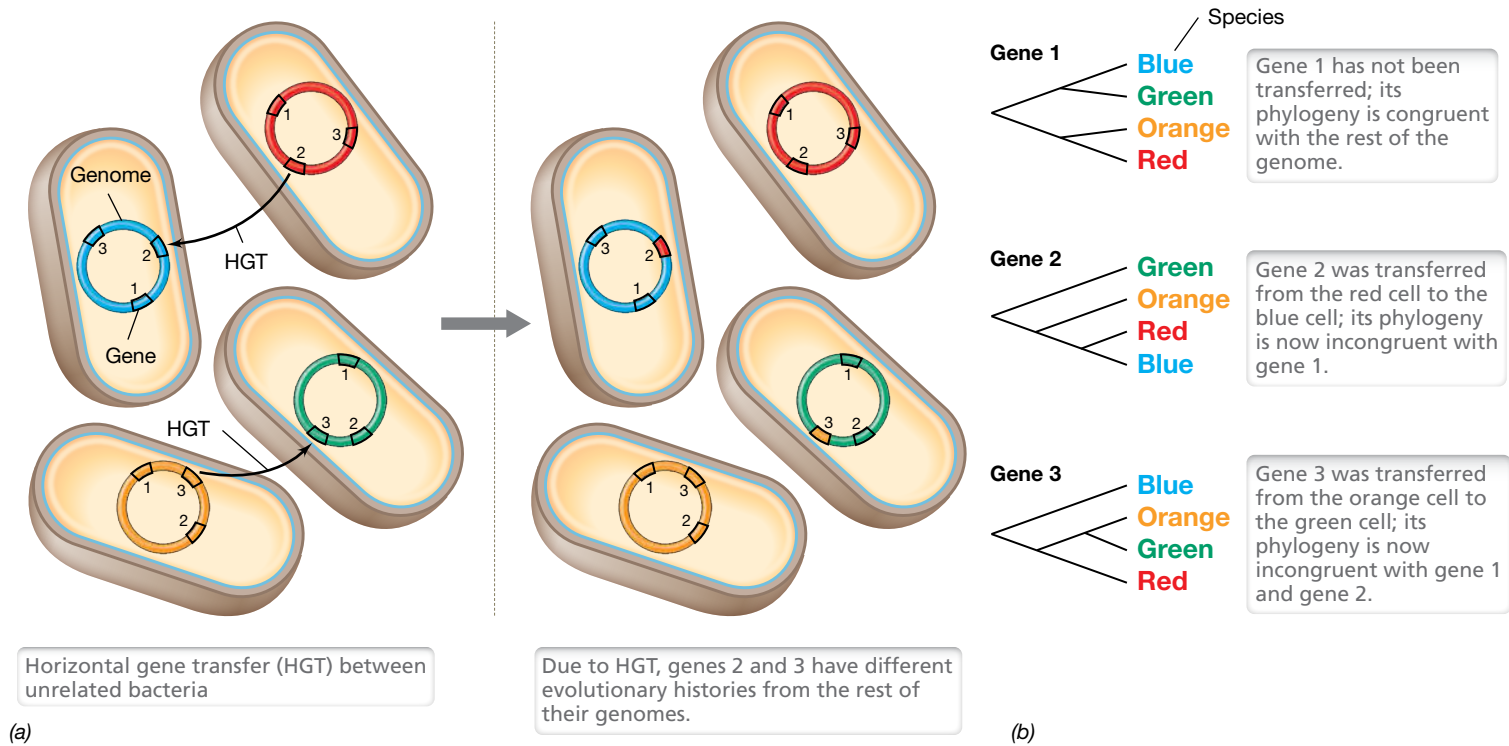 Genome
3
2
1
Gene
HGT
1
3
2
HGT
1
3
2
1
3
2
Horizontal gene transfer (HGT) between
unrelated bacteria
(a)
1
3
2
3
2
1
1
3
2
1
3
2
Due to HGT, genes 2 and 3 have different
evolutionary histories from the rest of
their genomes.
Species
Gene 1
Blue
Green
Orange
Red
Gene 1 has not been
transferred; its
phylogeny is congruent
with the rest of the
genome.
Gene 2
Green
Orange
Red
Blue
Gene 2 was transferred
from the red cell to the
blue cell; its phylogeny
is now incongruent with
gene 1.
Gene 3
Blue
Orange
Green
Red
Gene 3 was transferred
from the orange cell to
the green cell; its
phylogeny is now
incongruent with gene 1
and gene 2.
(b)